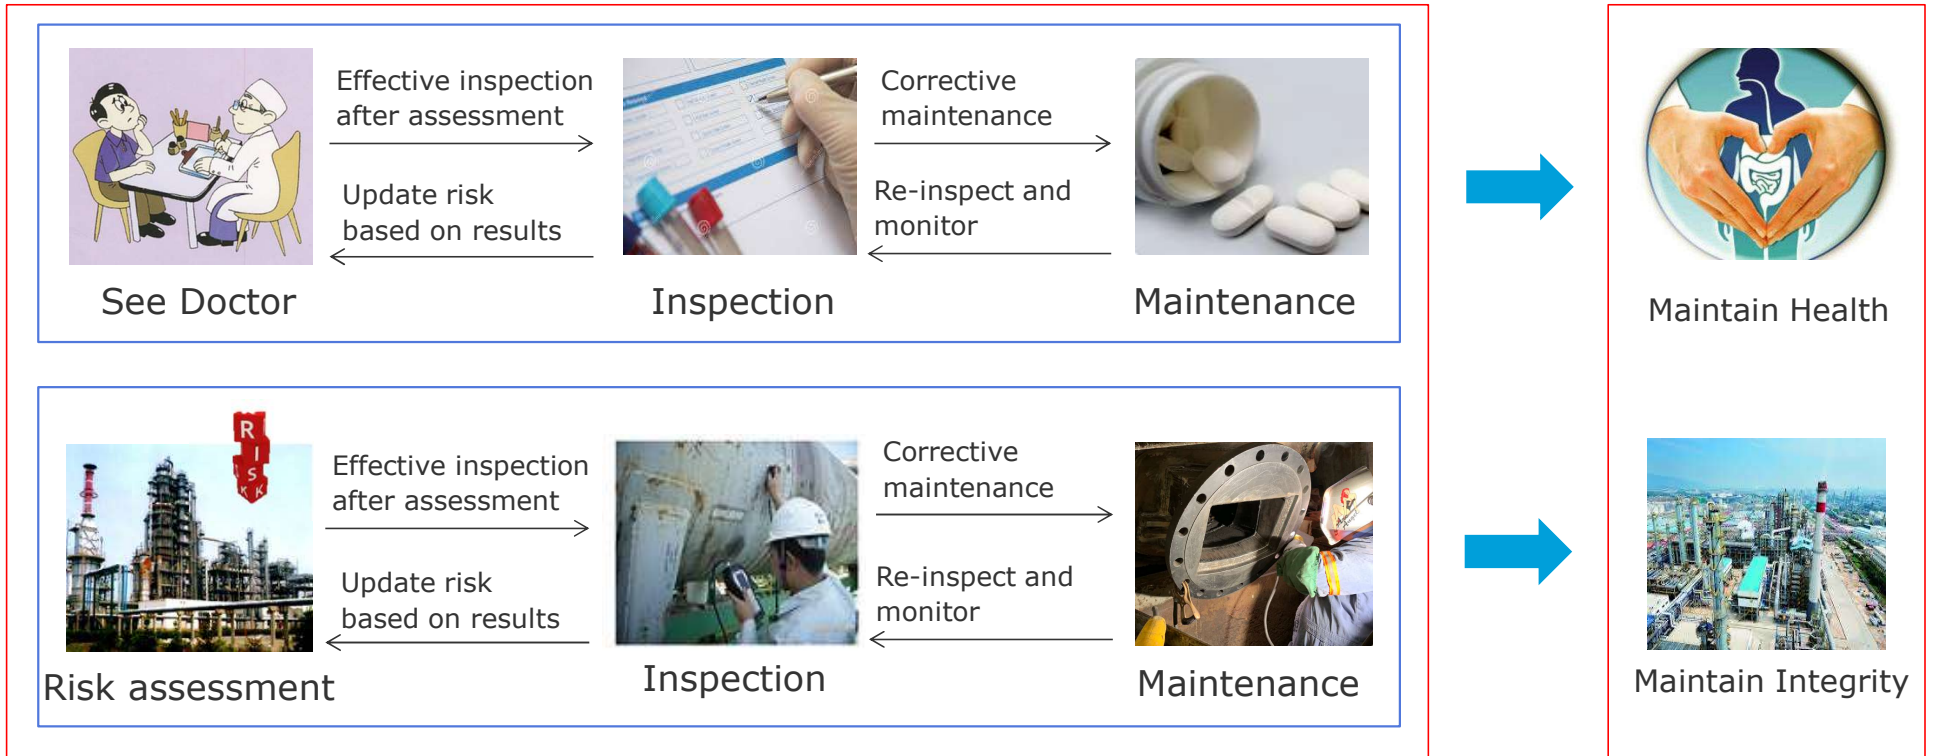 Effective inspection
after assessment
Corrective
maintenance
Update risk
based on results
Re-inspect and
monitor
See Doctor
Inspection
Maintenance
Maintain Health
RISK
Effective inspection
after assessment
Corrective
maintenance
Update risk
based on results
Re-inspect and
monitor
Risk assessment
Inspection
Maintenance
Maintain Integrity